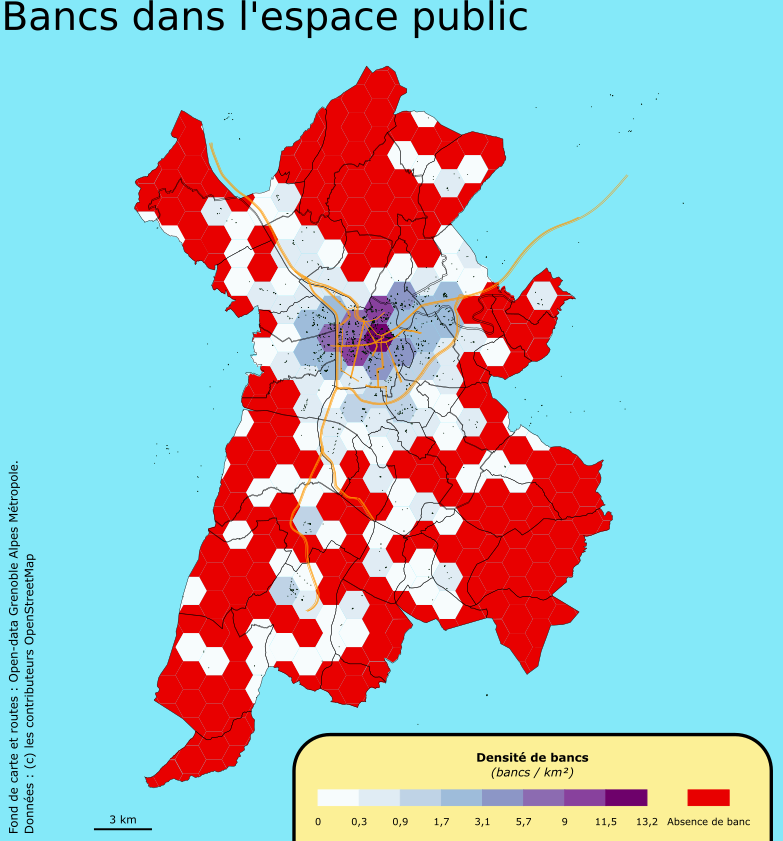 Bancs dans l'espace public
Fond de carte et routes : Open-data Grenoble Alpes Métropole.
Données : (c) les contributeurs OpenStreetMap
3 km
Densité de bancs
(bancs / km²)
0 0,3 0,9 1,7 3,1 5,7 9 11,5 13,2 Absence de banc